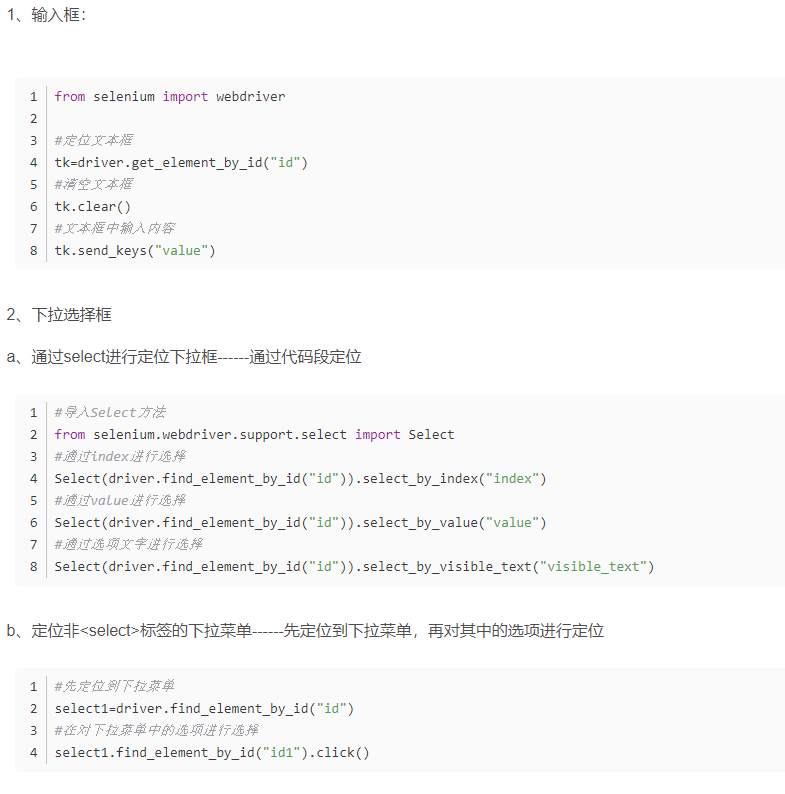 1、输入框：
1 from selenium import webdriver
2
3 #定位文本框
4 tk=driver.get_element_by_id("id")
5 #清空文本框
6 tk.clear()
7 #文本框中输入内容
8 tk.send_keys("value")
2、下拉选择框
a、通过select进行定位下拉框------通过代码段定位
1 #导入Select方法
2 from selenium.webdriver.support.select import Select
3 #通过index进行选择
4 Select(driver.find_element_by_id("id")).select_by_index("index")
5 #通过value进行选择
6 Select(driver.find_element_by_id("id")).select_by_value("value")
7 #通过选项文字进行选择
8 Select(driver.find_element_by_id("id")).select_by_visible_text("visible_text")
b、定位非<select>标签的下拉菜单------先定位到下拉菜单，再对其中的选项进行定位
1 #先定位到下拉菜单
2 select1=driver.find_element_by_id("id")
3 #在对下拉菜单中的选项进行选择
4 select1.find_element_by_id("id1").click()